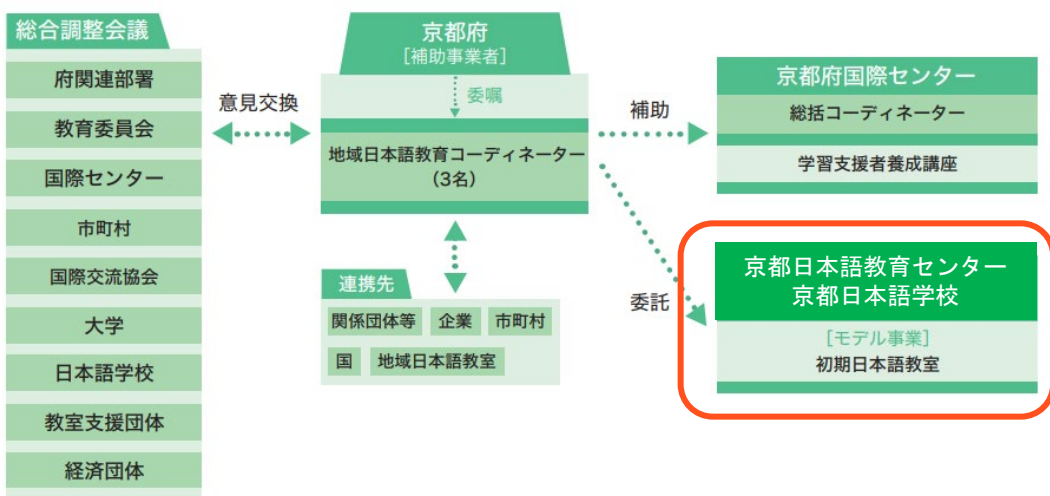 総合調整会議
府関連部署
教育委員会
国際センター
市町村
国際交流協会
大学
日本語学校
教室支援団体
経済団体
意見交換
京都府
[補助事業者]
委嘱
地域日本語教育コーディネーター
(3名)
連携先
関係団体等 企業 市町村
国 地域日本語教室
補助
委託
京都府国際センター
総括コーディネーター
学習支援者養成講座
京都日本語教育センター
京都日本語学校
[モデル事業]
初期日本語教室